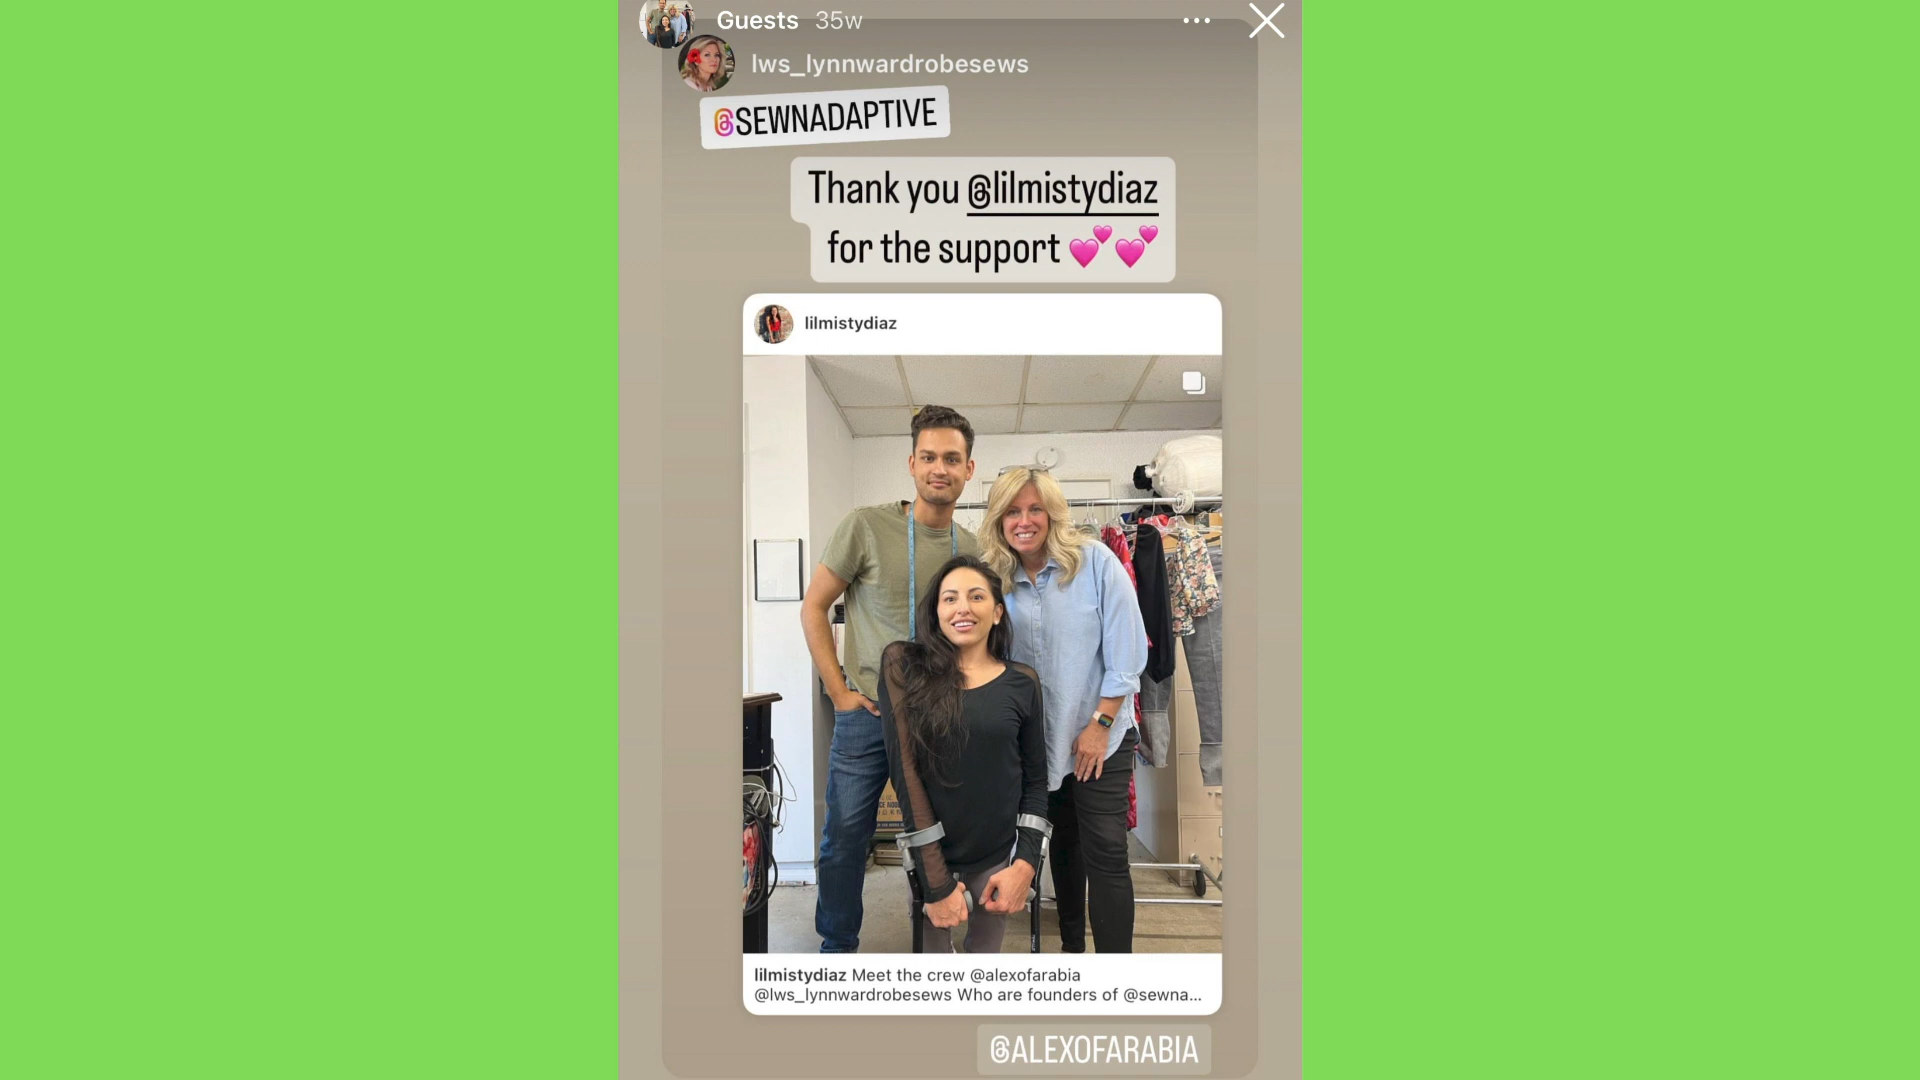 Guests 35w
lws_lynnwardrobesews
@SEWNADAPTIVE
Thank you @lilmistydiaz
for the support 💕💕
lilmistydiaz
lilmistydiaz Meet the crew @alexofarabia
@lws_lynnwardrobesews Who are founders of @sewna...
@ALEXOFARABIA